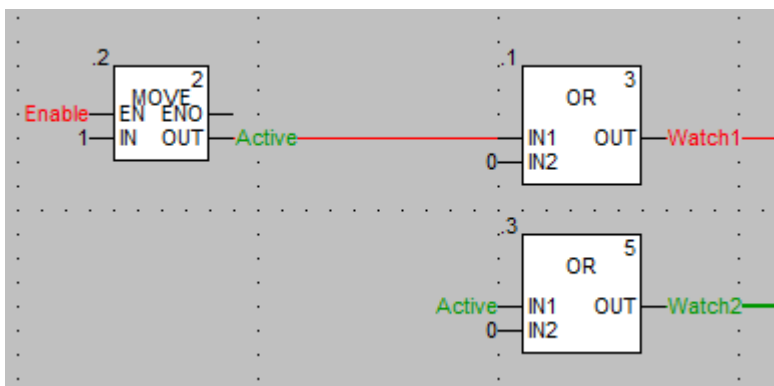 .2
2
MOVE
Enable EN ENO
1 IN OUT Active
.1
3
OR
IN1 OUT Watch1
0 IN2
.3
5
OR
Active IN1 OUT Watch2
0 IN2